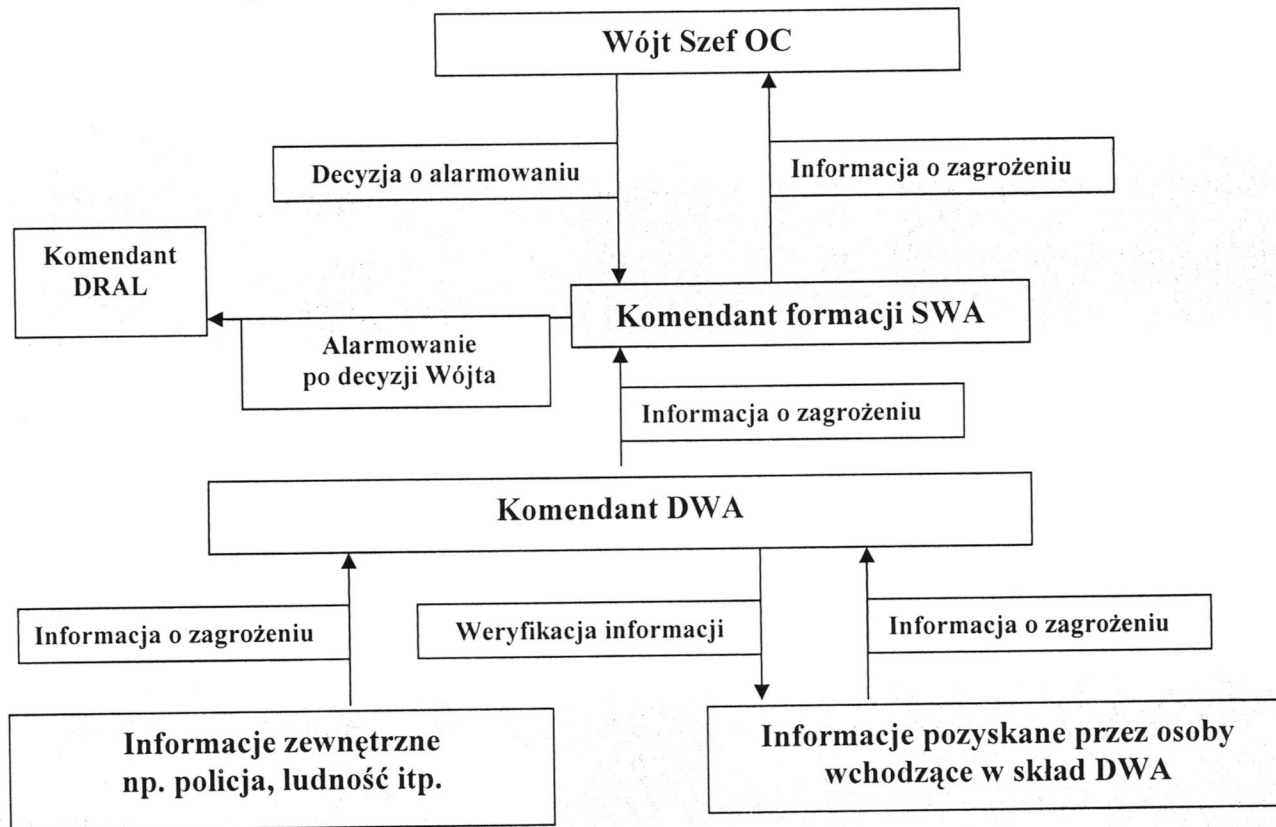 Wójt Szef OC
Decyzja o alarmowaniu
Informacja o zagrożeniu
Komendant
DRAL
Komendant formacji SWA
Alarmowanie
po decyzji Wójta
Informacja o zagrożeniu
Komendant DWA
Informacja o zagrożeniu
Weryfikacja informacji
Informacja o zagrożeniu
Informacje zewnętrzne
np. policja, ludność itp.
Informacje pozyskane przez osoby
wchodzące w skład DWA